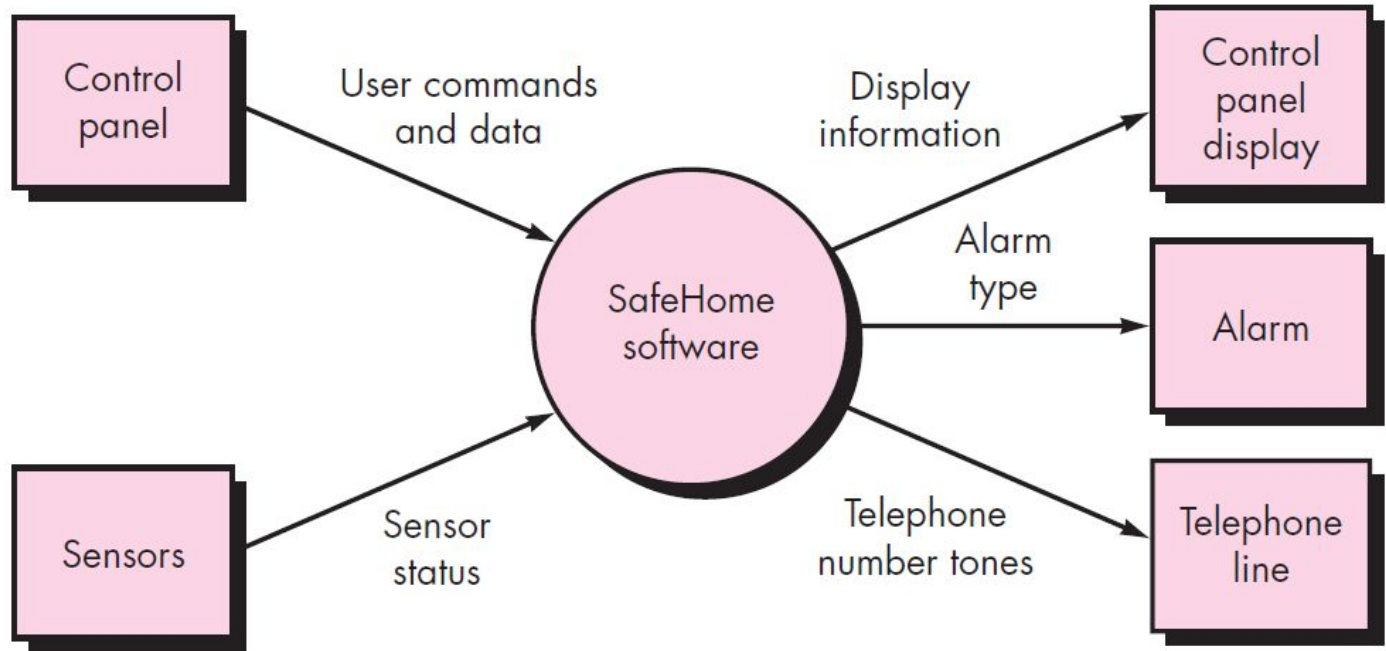 Control
panel
User commands
and data
Display
information
Control
panel
display
SafeHome
software
Alarm
type
Alarm
Sensors
Sensor
status
Telephone
number tones
Telephone
line